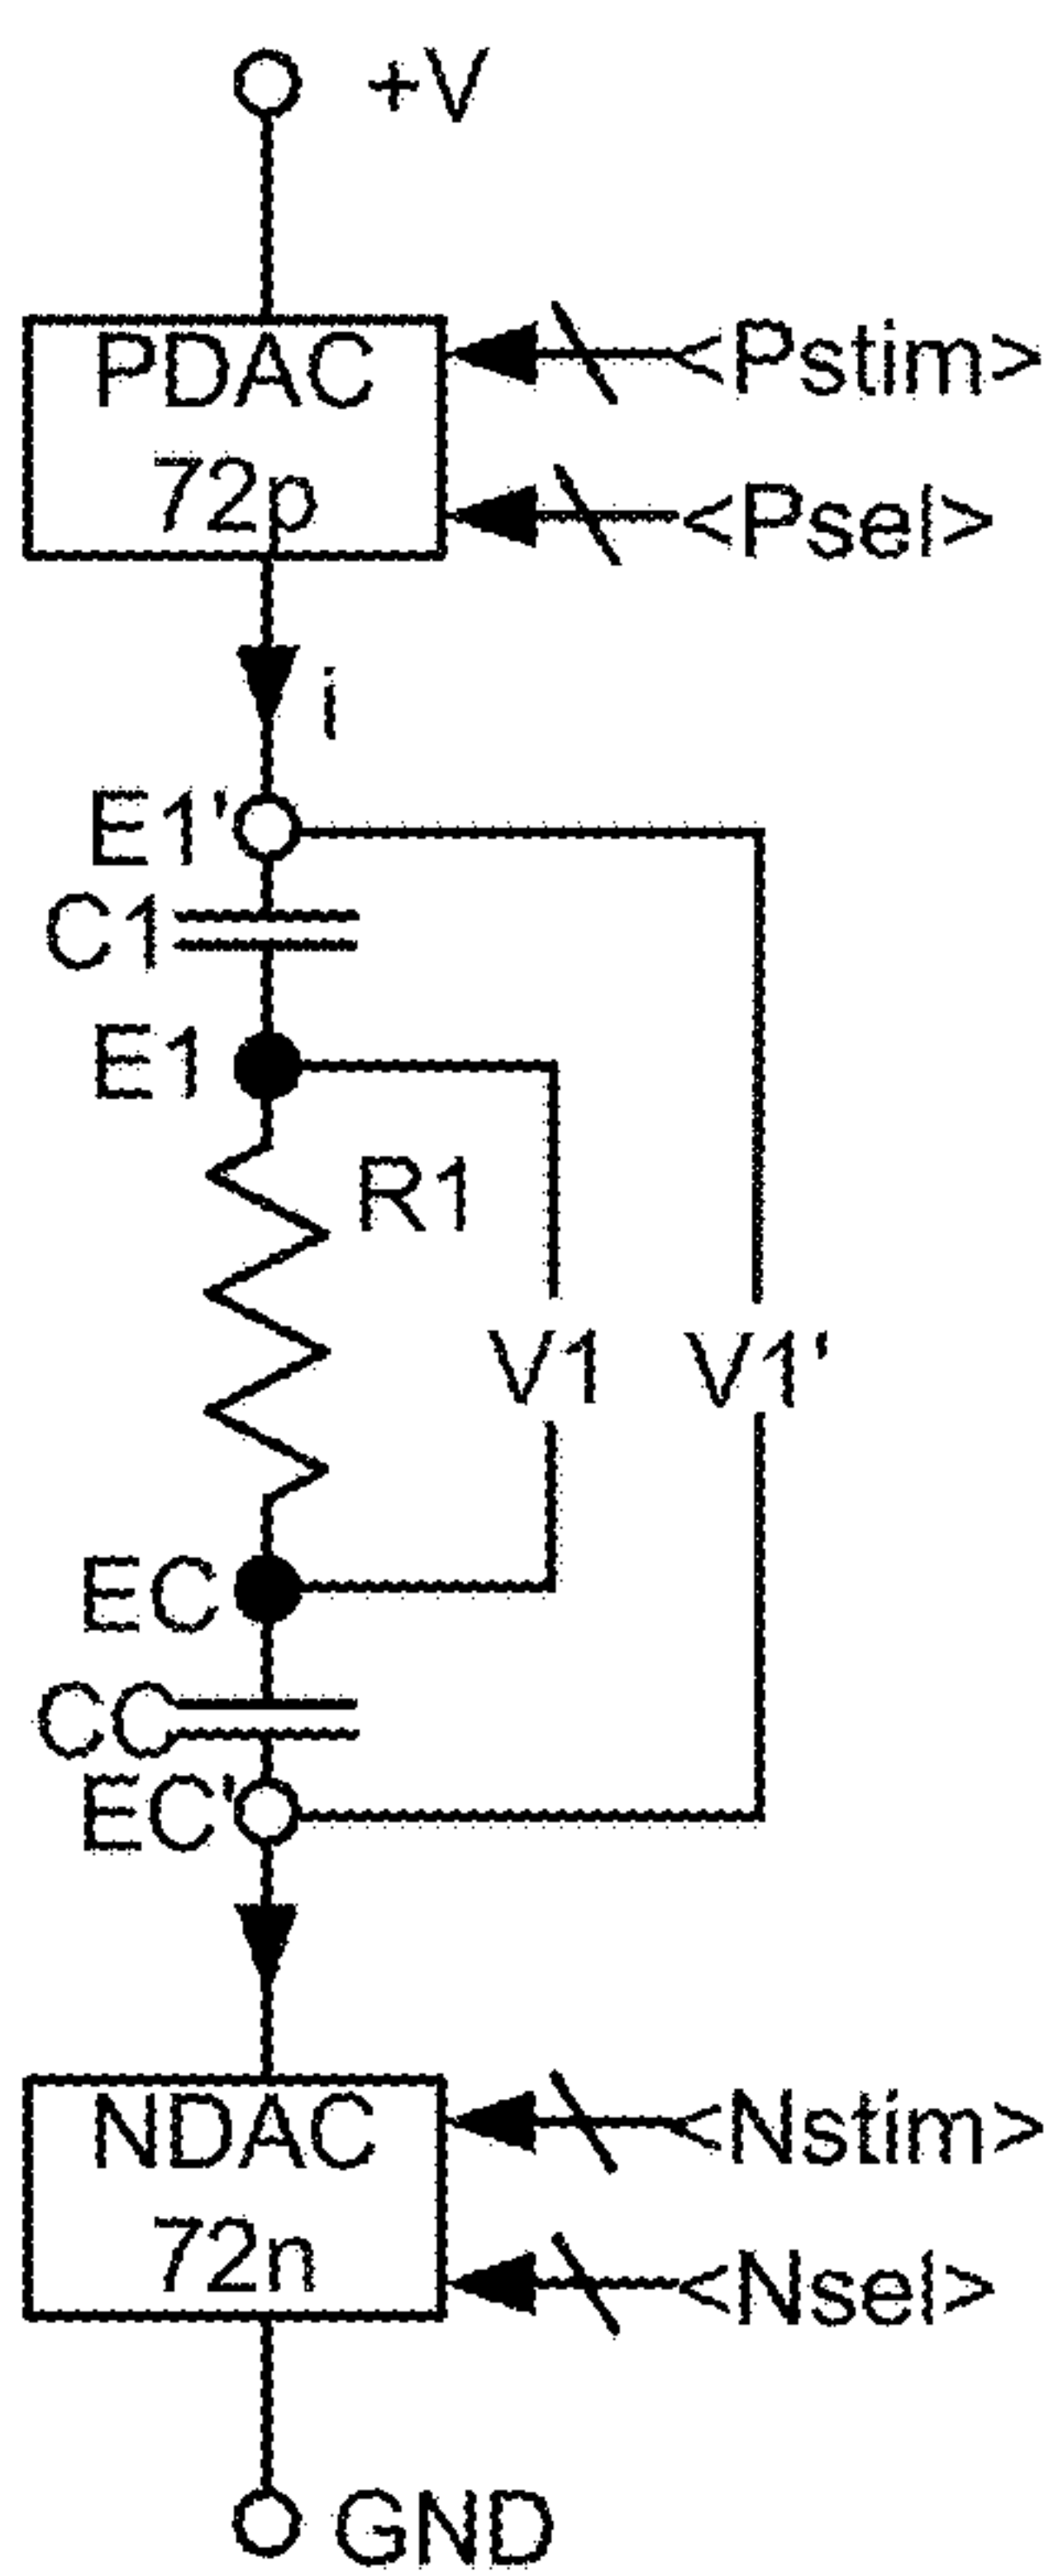 +V
PDAC
72p
<Pstim>
<Psel>
i
E1'
C1
E1
R1
V1 V1'
EC
CC
EC'
NDAC
72n
<Nstim>
<Nsel>
GND